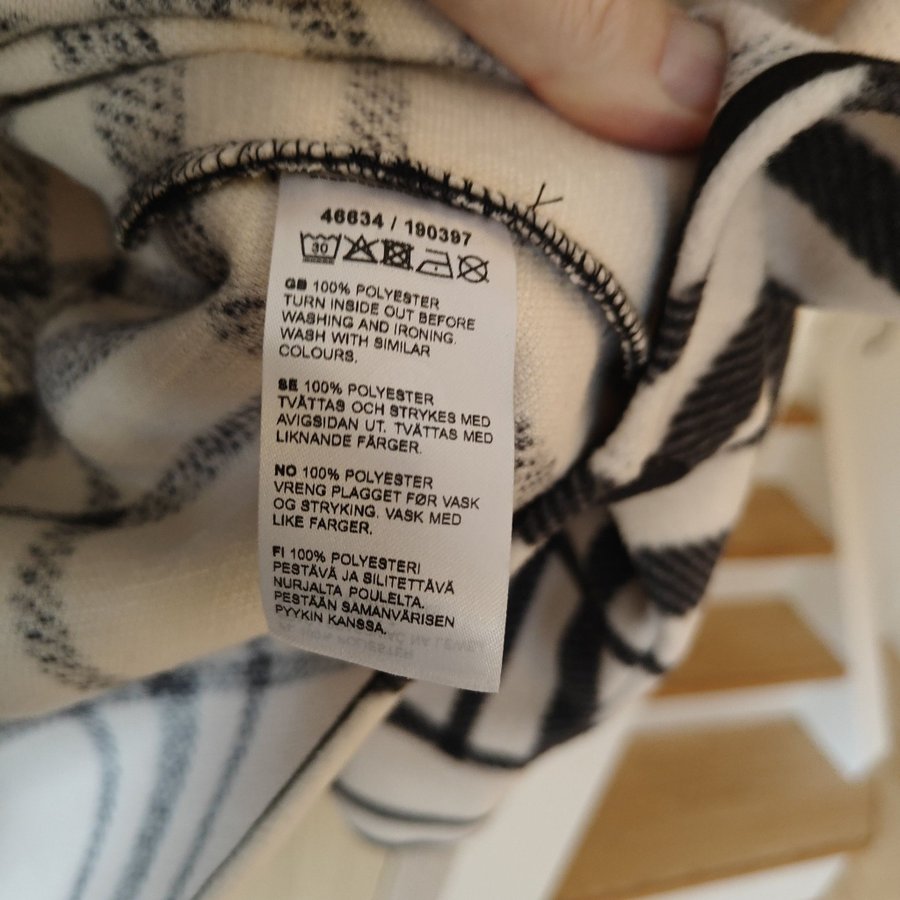 46634 / 190397
30
GB 100% POLYESTER
TURN INSIDE OUT BEFORE
WASHING AND IRONING.
WASH WITH SIMILAR
COLOURS.
SE 100% POLYESTER
TVÄTTAS OCH STRYKES MED
AVIGSIDAN UT. TVÄTTAS MED
LIKNANDE FÄRGER.
NO 100% POLYESTER
VRENG PLAGGET FØR VASK
OG STRYKING. VASK MED
LIKE FARGER.
FI 100% POLYESTERI
PESTÄVÄ JA SILITETTÄVÄ
NURJALTA POULELTA.
PESTÄÄN SAMANVÄRISEN
PYYKIN KANSSA.